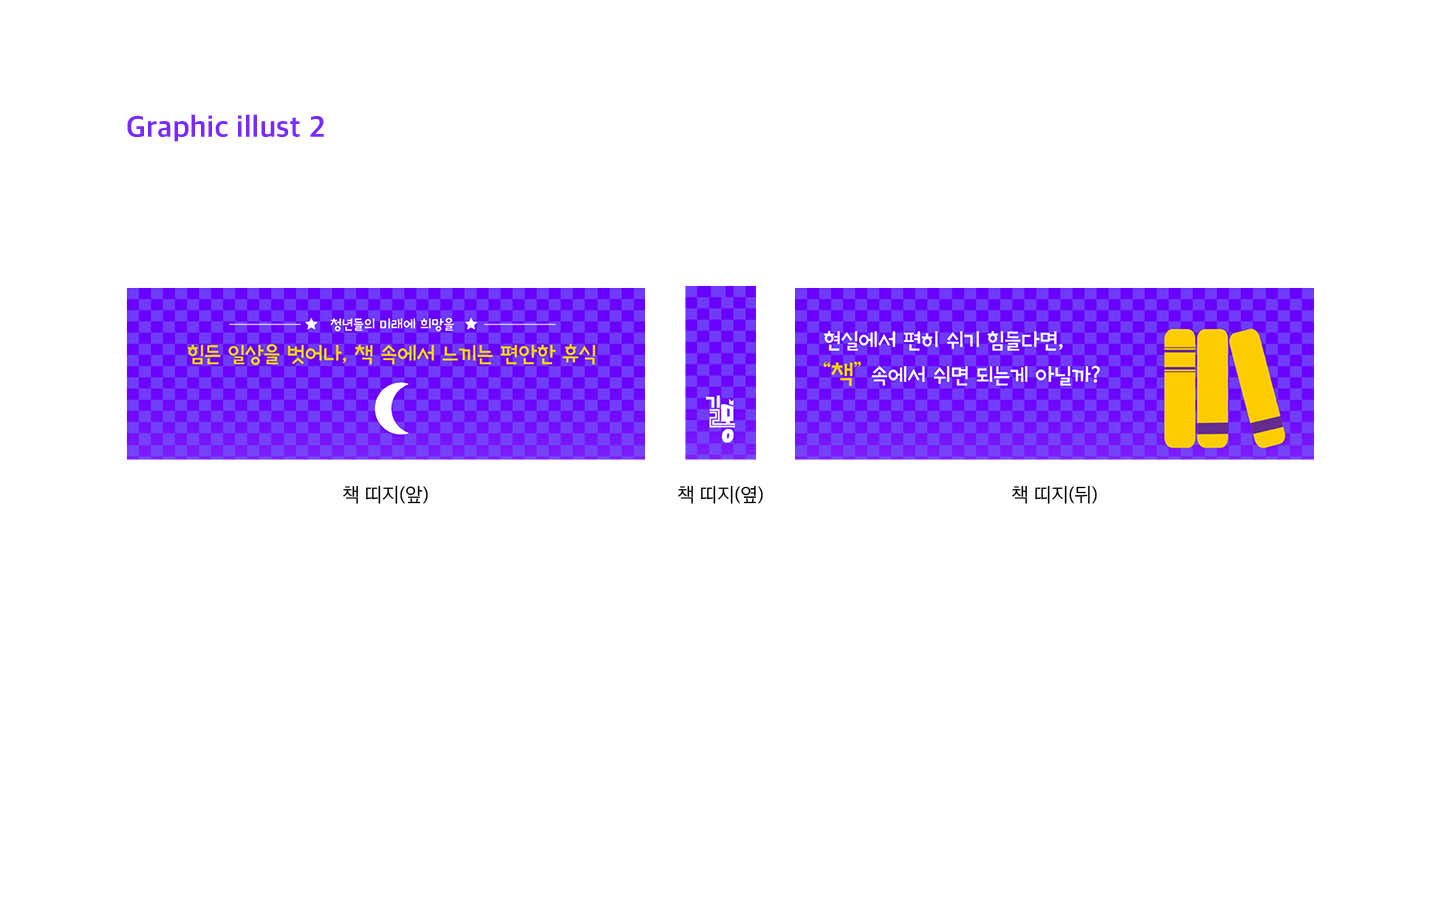 Graphic illust 2
청년들의 미래에 희망을
힘든 일상을 벗어나, 책 속에서 느끼는 편안한 휴식
책 띠지(앞)
길몽
책 띠지(옆)
현실에서 편히 쉬기 힘들다면,
“책” 속에서 쉬면 되는게 아닐까?
책 띠지(뒤)